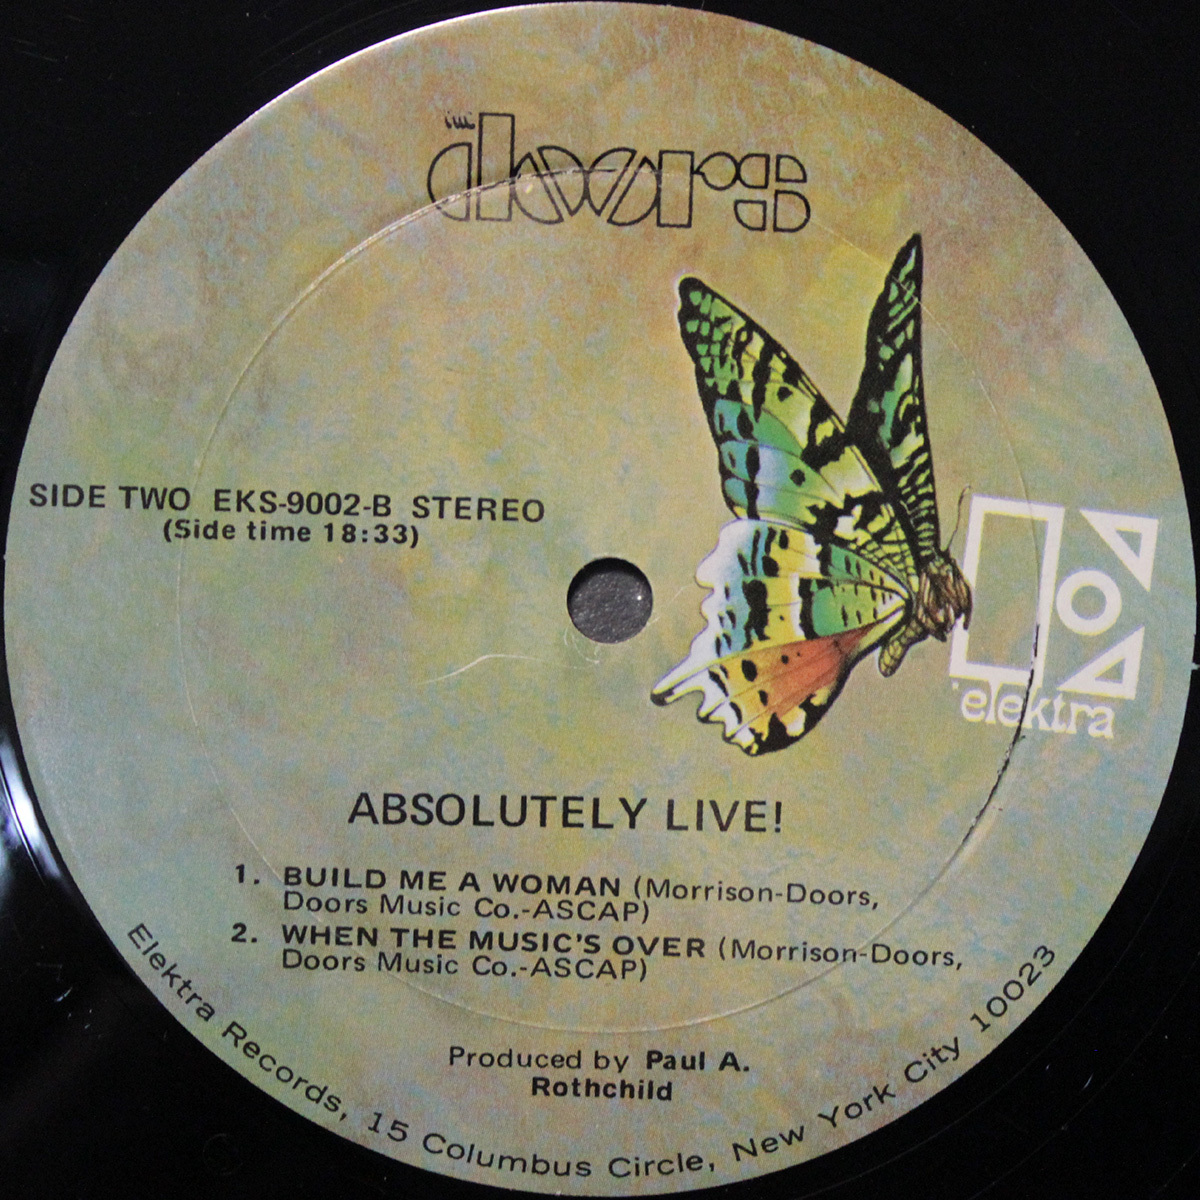 THE
doors
SIDE TWO EKS-9002-B STEREO
(Side time 18:33)
elektra
ABSOLUTELY LIVE!
1. BUILD ME A WOMAN (Morrison-Doors,
Doors Music Co.-ASCAP)
2. WHEN THE MUSIC'S OVER (Morrison-Doors,
Doors Music Co.-ASCAP)
Produced by Paul A.
Rothchild
Elektra Records, 15 Columbus Circle, New York City 10023